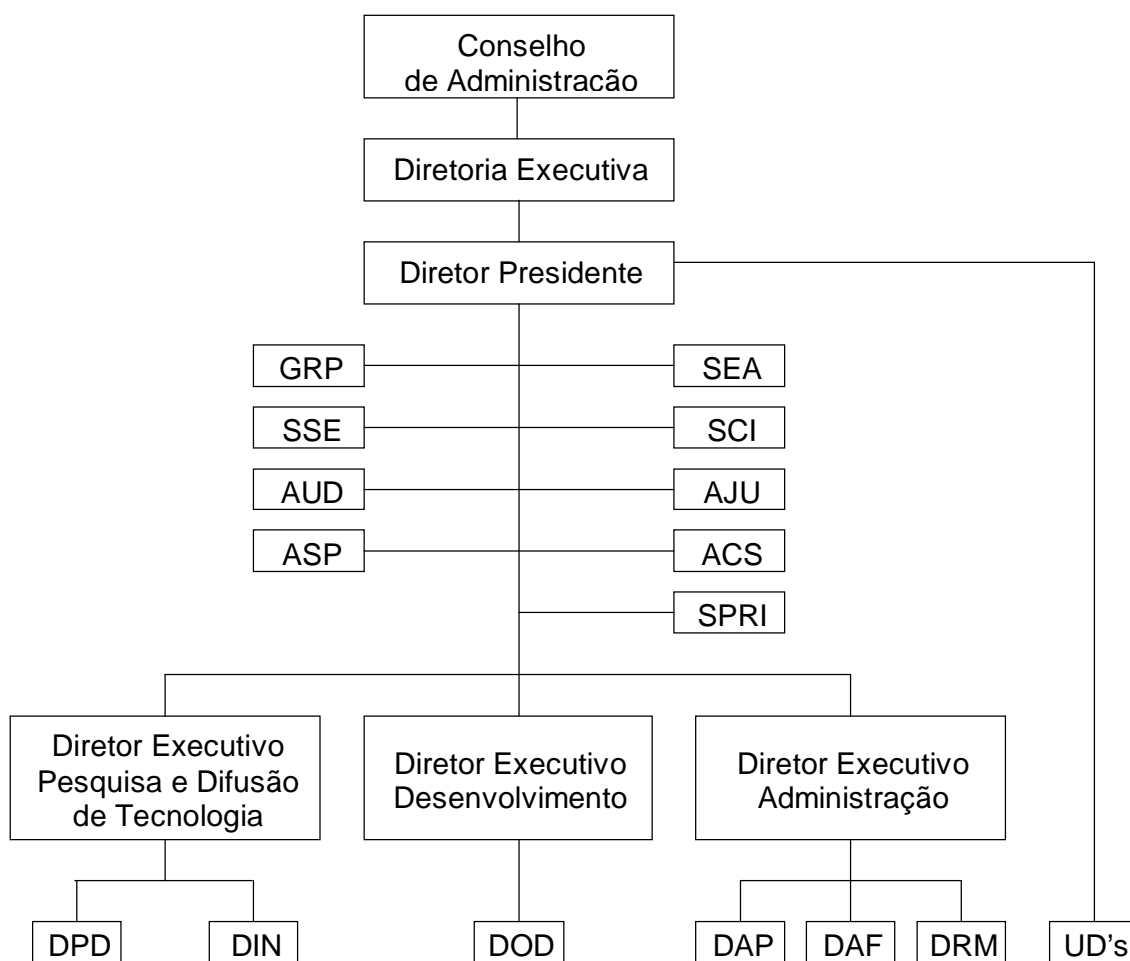 Conselho
de Administracão
Diretoria Executiva
Diretor Presidente
GRP
SEA
SSE
SCI
AUD
AJU
ASP
ACS
SPRI
Diretor Executivo
Pesquisa e Difusão
de Tecnologia
Diretor Executivo
Desenvolvimento
Diretor Executivo
Administração
DPD
DIN
DOD
DAP
DAF
DRM
UD's